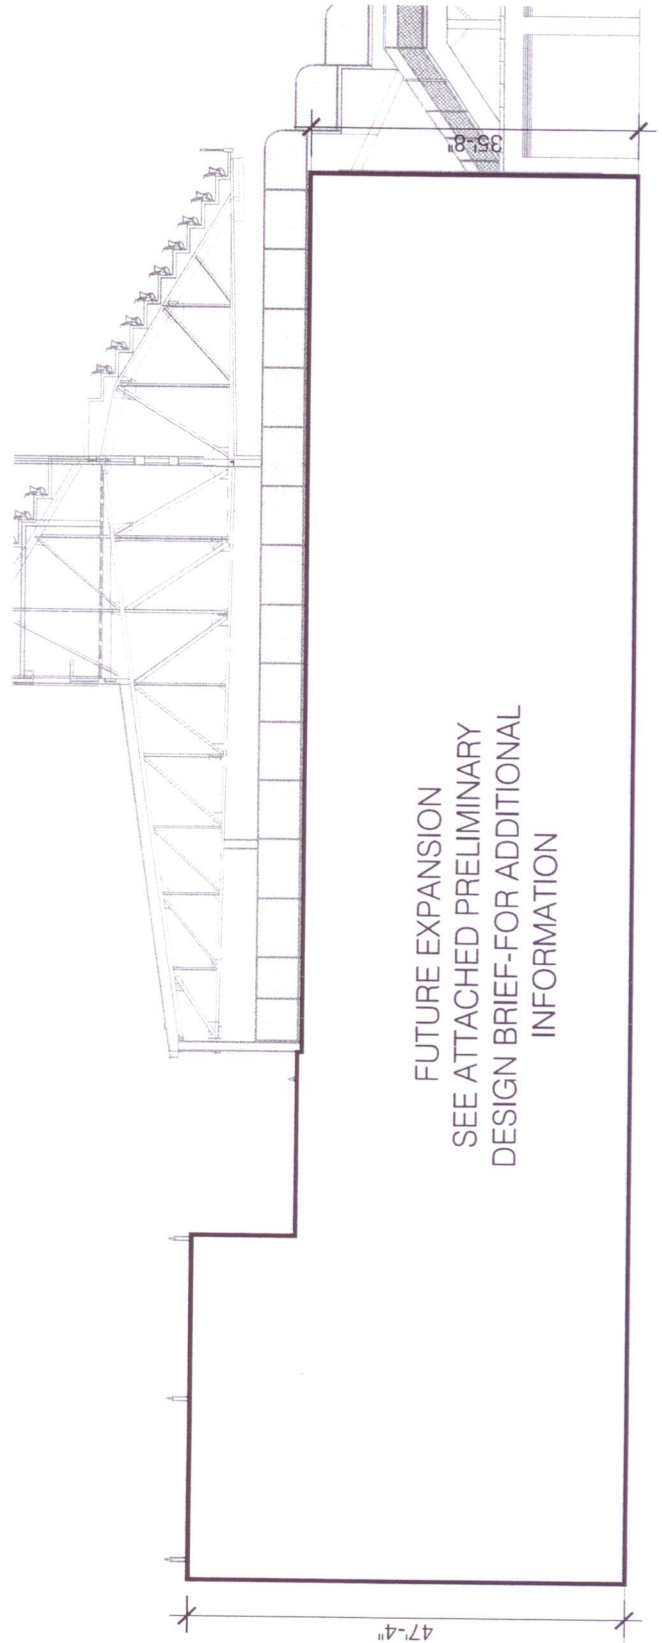 35'-8"
FUTURE EXPANSION
SEE ATTACHED PRELIMINARY
DESIGN BRIEF-FOR ADDITIONAL
INFORMATION
47'-4"